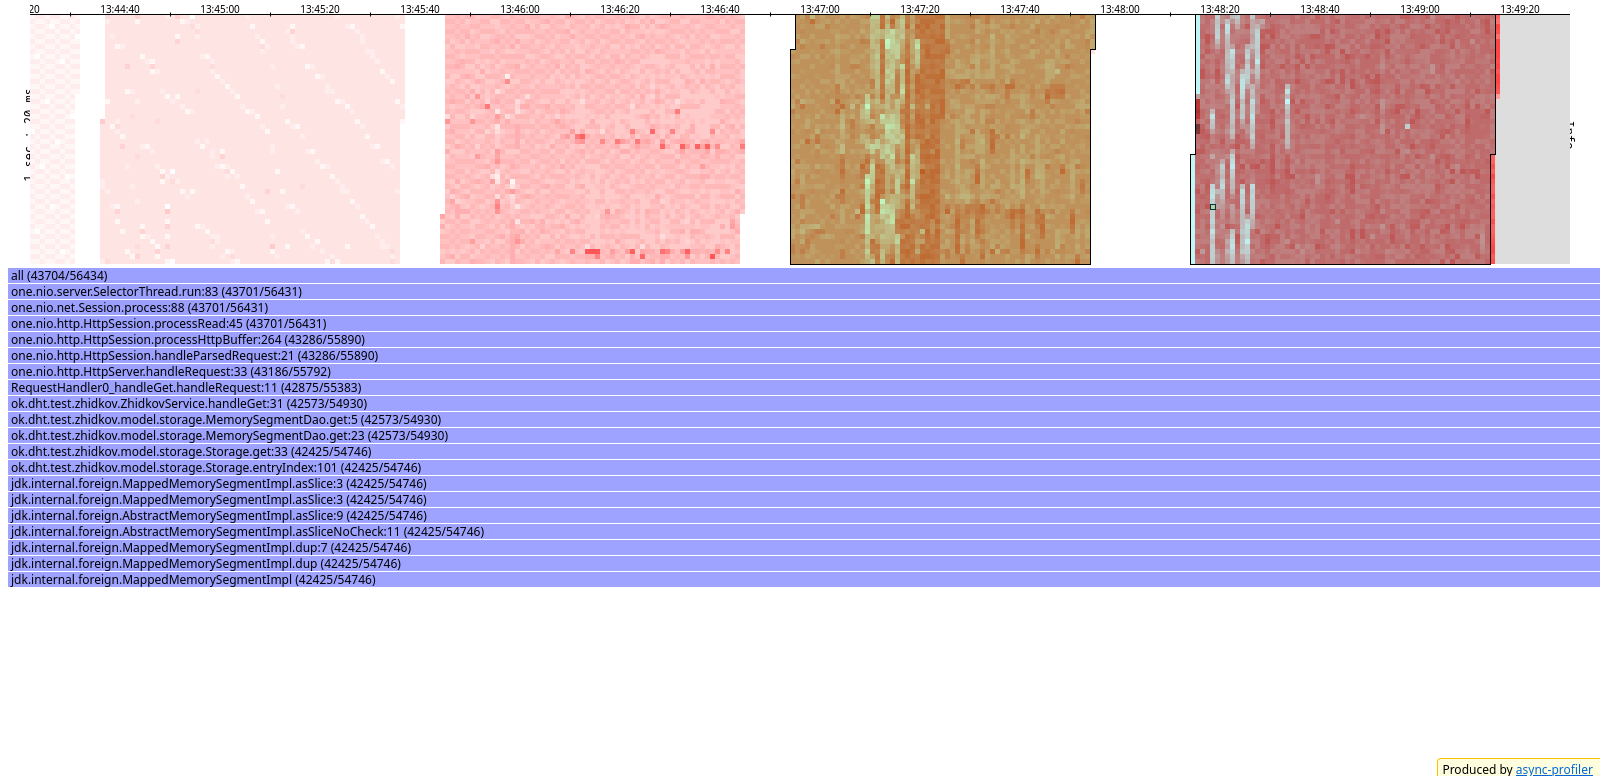 20 13:44:40 13:45:00 13:45:20 13:45:40 13:46:00 13:46:20 13:46:40 13:47:00 13:47:20 13:47:40 13:48:00 13:48:20 13:48:40 13:49:00 13:49:20
1 sec : 20 ms
Info
all (43704/56434)
one.nio.server.SelectorThread.run:83 (43701/56431)
one.nio.net.Session.process:88 (43701/56431)
one.nio.http.HttpSession.processRead:45 (43701/56431)
one.nio.http.HttpSession.processHttpBuffer:264 (43286/55890)
one.nio.http.HttpSession.handleParsedRequest:21 (43286/55890)
one.nio.http.HttpServer.handleRequest:33 (43186/55792)
RequestHandler0_handleGet.handleRequest:11 (42875/55383)
ok.dht.test.zhidkov.ZhidkovService.handleGet:31 (42573/54930)
ok.dht.test.zhidkov.model.storage.MemorySegmentDao.get:5 (42573/54930)
ok.dht.test.zhidkov.model.storage.MemorySegmentDao.get:23 (42573/54930)
ok.dht.test.zhidkov.model.storage.Storage.get:33 (42425/54746)
ok.dht.test.zhidkov.model.storage.Storage.entryIndex:101 (42425/54746)
jdk.internal.foreign.MappedMemorySegmentImpl.asSlice:3 (42425/54746)
jdk.internal.foreign.MappedMemorySegmentImpl.asSlice:3 (42425/54746)
jdk.internal.foreign.AbstractMemorySegmentImpl.asSlice:9 (42425/54746)
jdk.internal.foreign.AbstractMemorySegmentImpl.asSliceNoCheck:11 (42425/54746)
jdk.internal.foreign.MappedMemorySegmentImpl.dup:7 (42425/54746)
jdk.internal.foreign.MappedMemorySegmentImpl.dup (42425/54746)
jdk.internal.foreign.MappedMemorySegmentImpl (42425/54746)
Produced by async-profiler